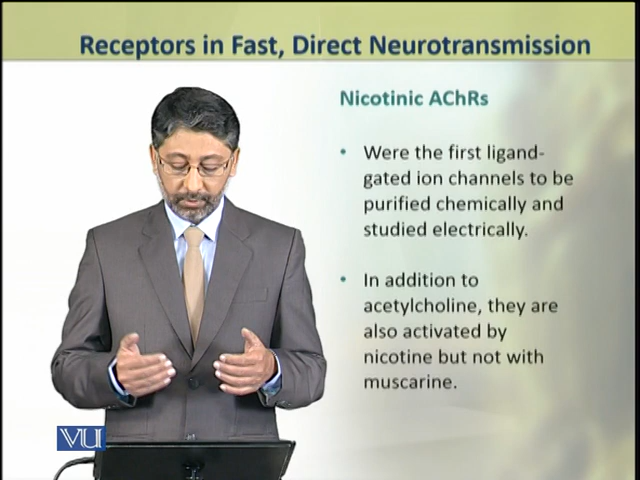 Receptors in Fast, Direct Neurotransmission
Nicotinic AChRs
• Were the first ligand-
gated ion channels to be
purified chemically and
studied electrically.
• In addition to
acetylcholine, they are
also activated by
nicotine but not with
muscarine.
VU